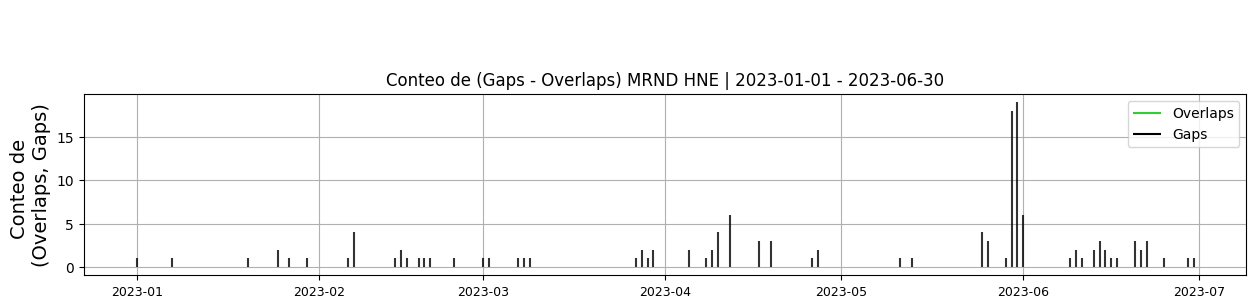 Conteo de (Gaps - Overlaps) MRND HNE | 2023-01-01 - 2023-06-30
Conteo de
(Overlaps, Gaps)
15
10
5
0
Overlaps
Gaps
2023-01
2023-02
2023-03
2023-04
2023-05
2023-06
2023-07